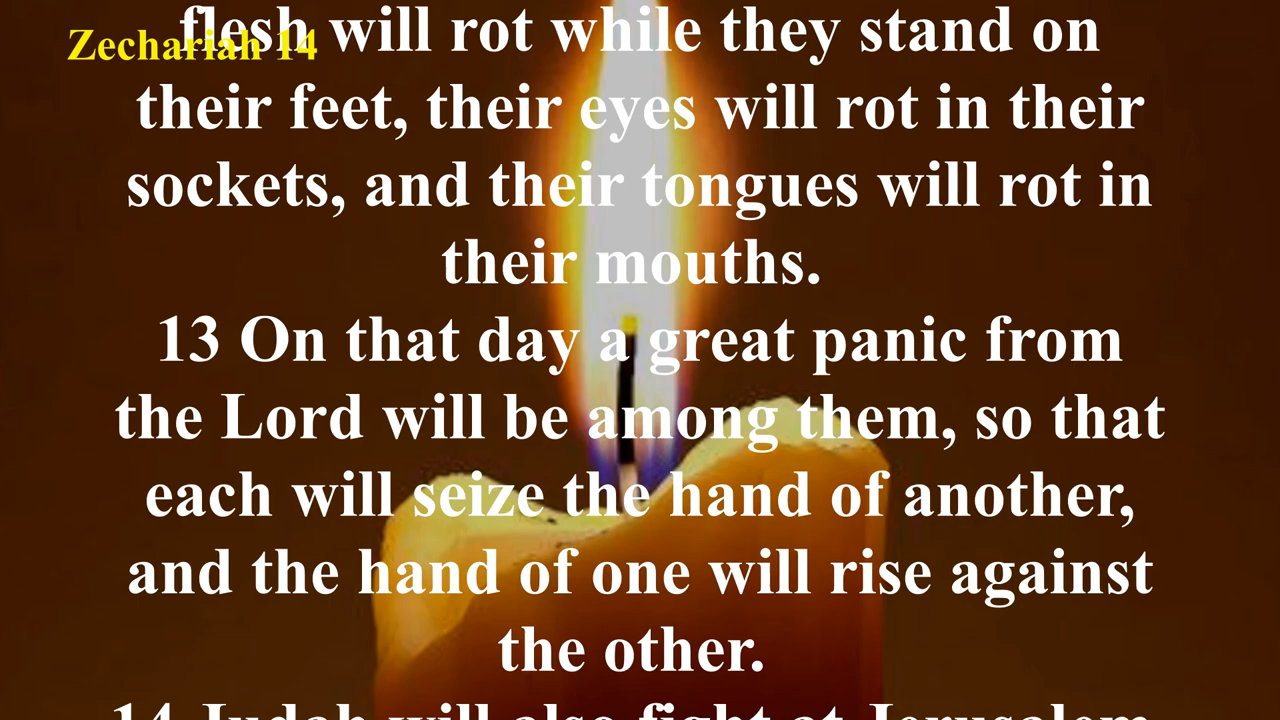 Zechariah 14
flesh will rot while they stand on
their feet, their eyes will rot in their
sockets, and their tongues will rot in
their mouths.
13 On that day a great panic from
the Lord will be among them, so that
each will seize the hand of another,
and the hand of one will rise against
the other.
14 Judah will also fight at Jerusalem